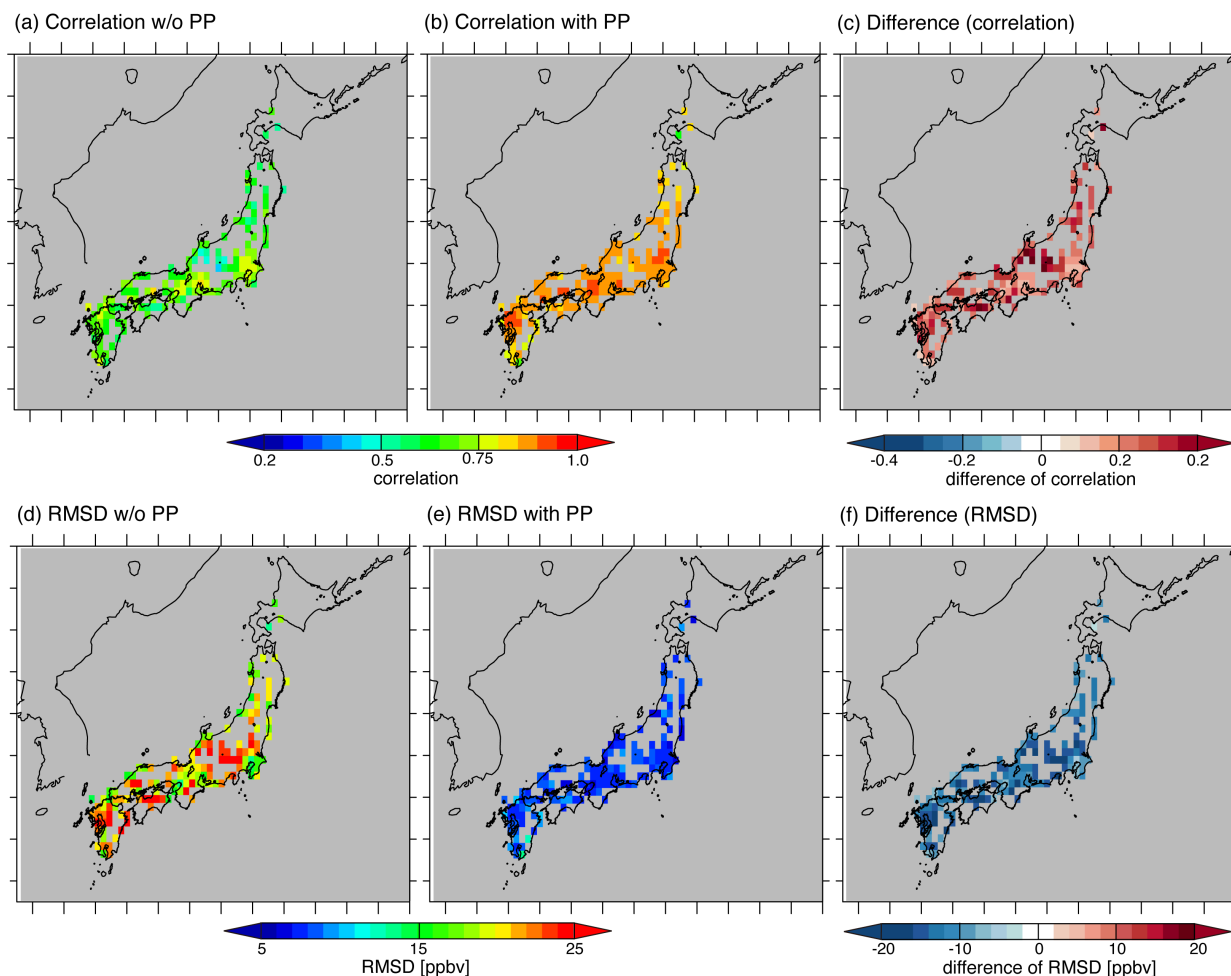 (a) Correlation w/o PP
(b) Correlation with PP
(c) Difference (correlation)
0.2 0.5 0.75 1.0
correlation
-0.4 -0.2 0 0.2 0.2
difference of correlation
(d) RMSD w/o PP
(e) RMSD with PP
(f) Difference (RMSD)
5 15 25
RMSD [ppbv]
-20 -10 0 10 20
difference of RMSD [ppbv]